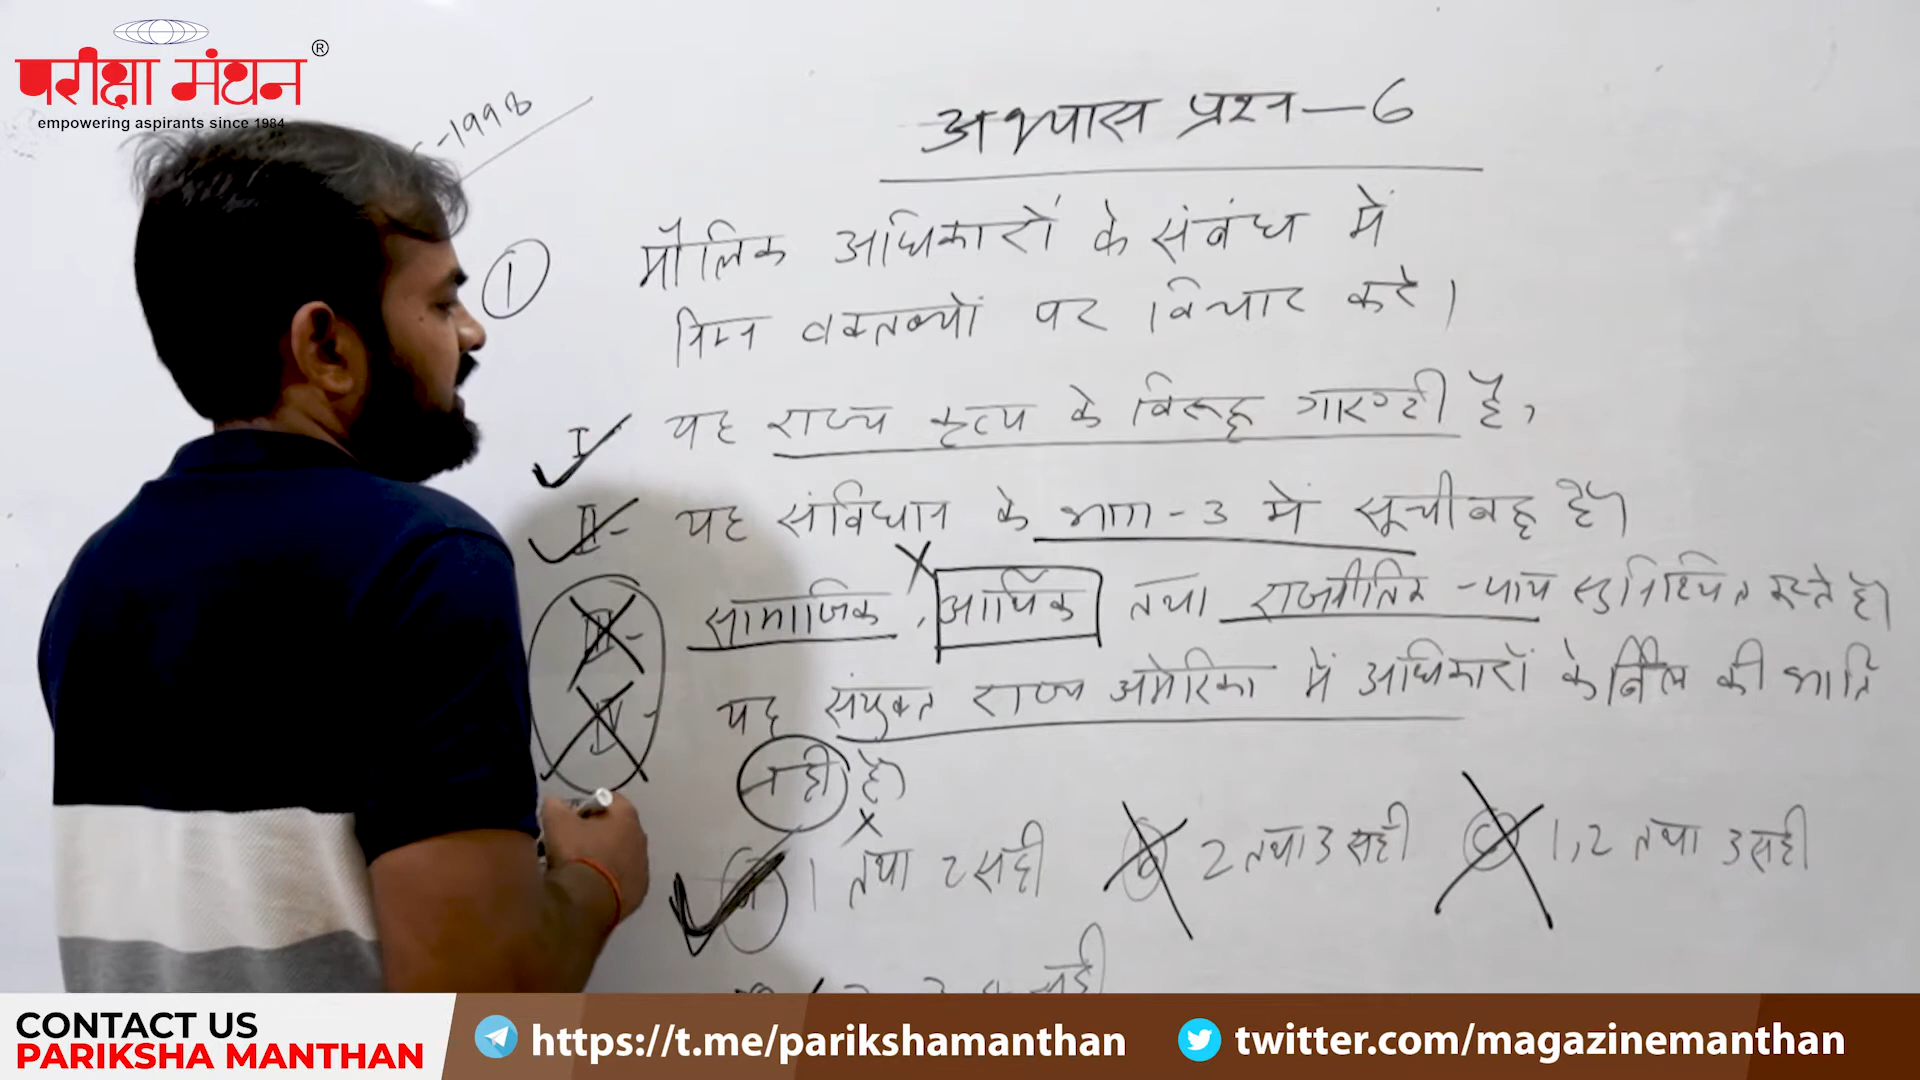 परीक्षा मंथन ®
empowering aspirants since 1984
-1998
अभ्यास प्रश्न-6
① मौलिक अधिकारों के संबंध में
निम्न वक्तव्यों पर विचार करें।
I यह राज्य कृत्य के विरूद्ध गारण्टी है,
II- यह संविधान के भाग-3 में सूचीबद्ध है।
III- सामाजिक, आर्थिक तथा राजनीतिक -न्याय सुनिश्चित करते है।
IV- यह संयुक्त राज्य अमेरिका में अधिकारों के बिल की भांति
नही है।
1 तथा 2 सही 2 तथा 3 सही C 1,2 तथा 3 सही
सही
CONTACT US
PARIKSHA MANTHAN
https://t.me/parikshamanthan
twitter.com/magazinemanthan